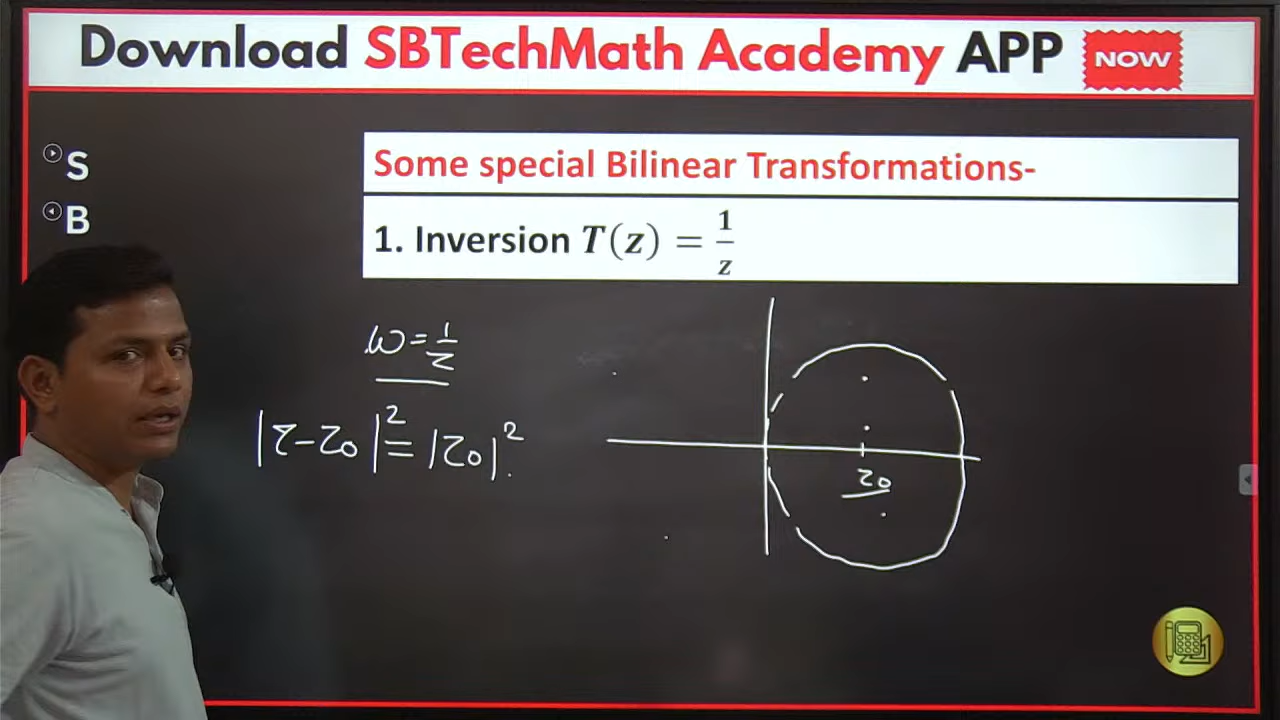 Download SBTechMath Academy APP NOW
S
B
Some special Bilinear Transformations-
1. Inversion T(z) = 1/z
ω = 1/z
|z-z₀|² = |z₀|²
z₀